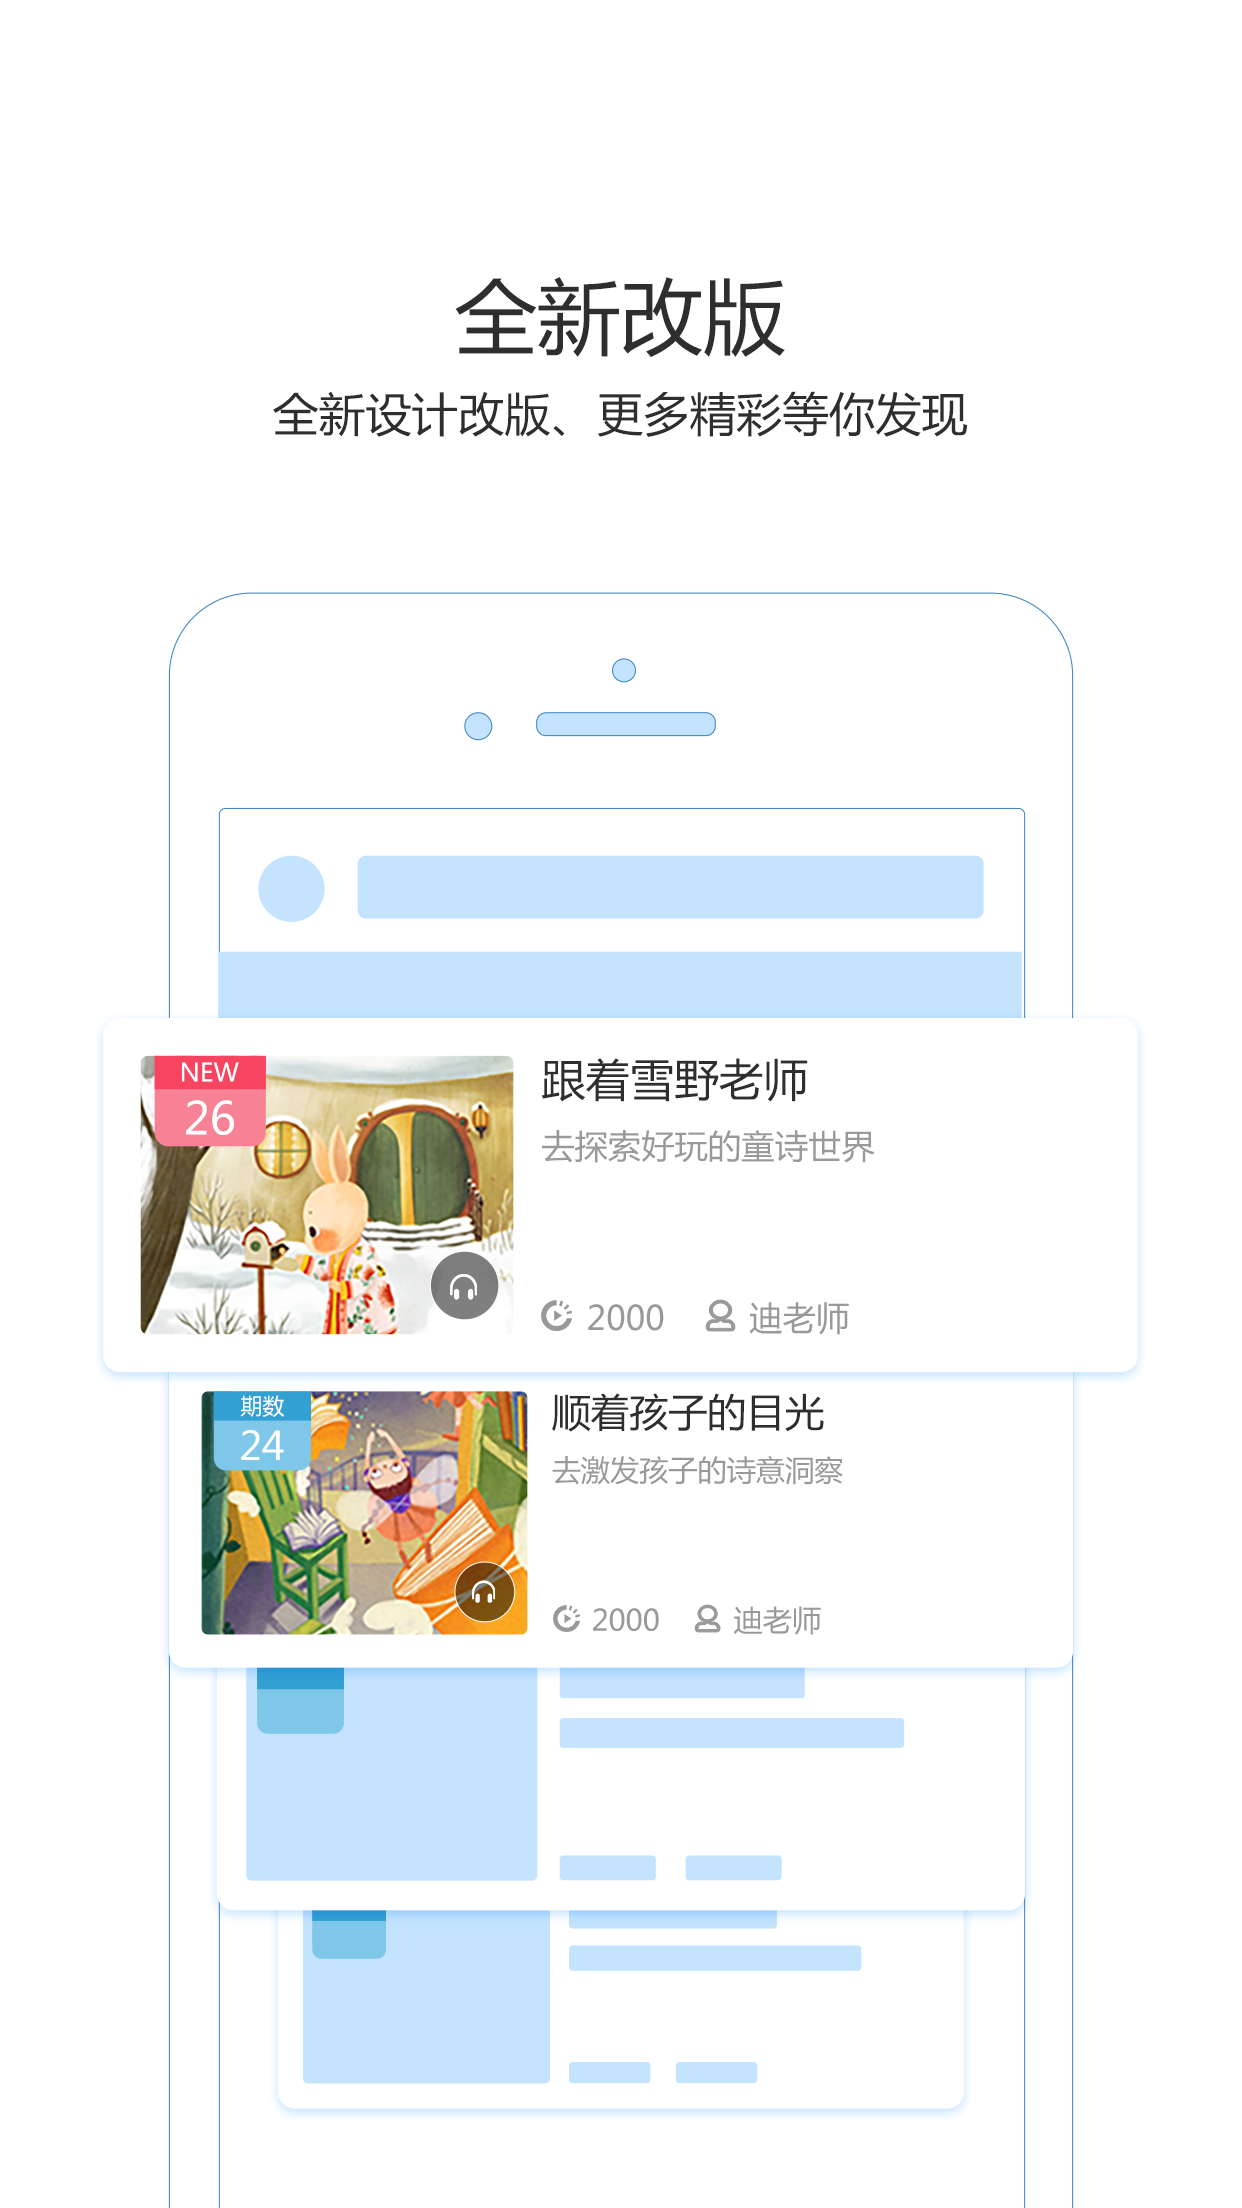 全新改版
全新设计改版、更多精彩等你发现
NEW
26
跟着雪野老师
去探索好玩的童诗世界
2000 迪老师
期数
24
顺着孩子的目光
去激发孩子的诗意洞察
2000 迪老师